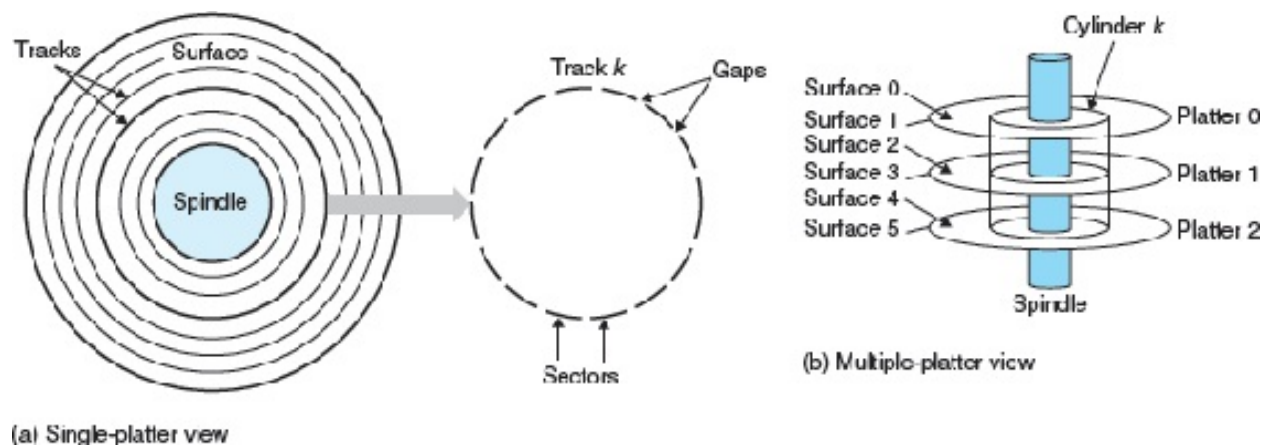 Tracks
Surface
Spindle
(a) Single-platter view
Track k
Gaps
Sectors
Cylinder k
Surface 0
Surface 1
Surface 2
Surface 3
Surface 4
Surface 5
Platter 0
Platter 1
Platter 2
Spindle
(b) Multiple-platter view